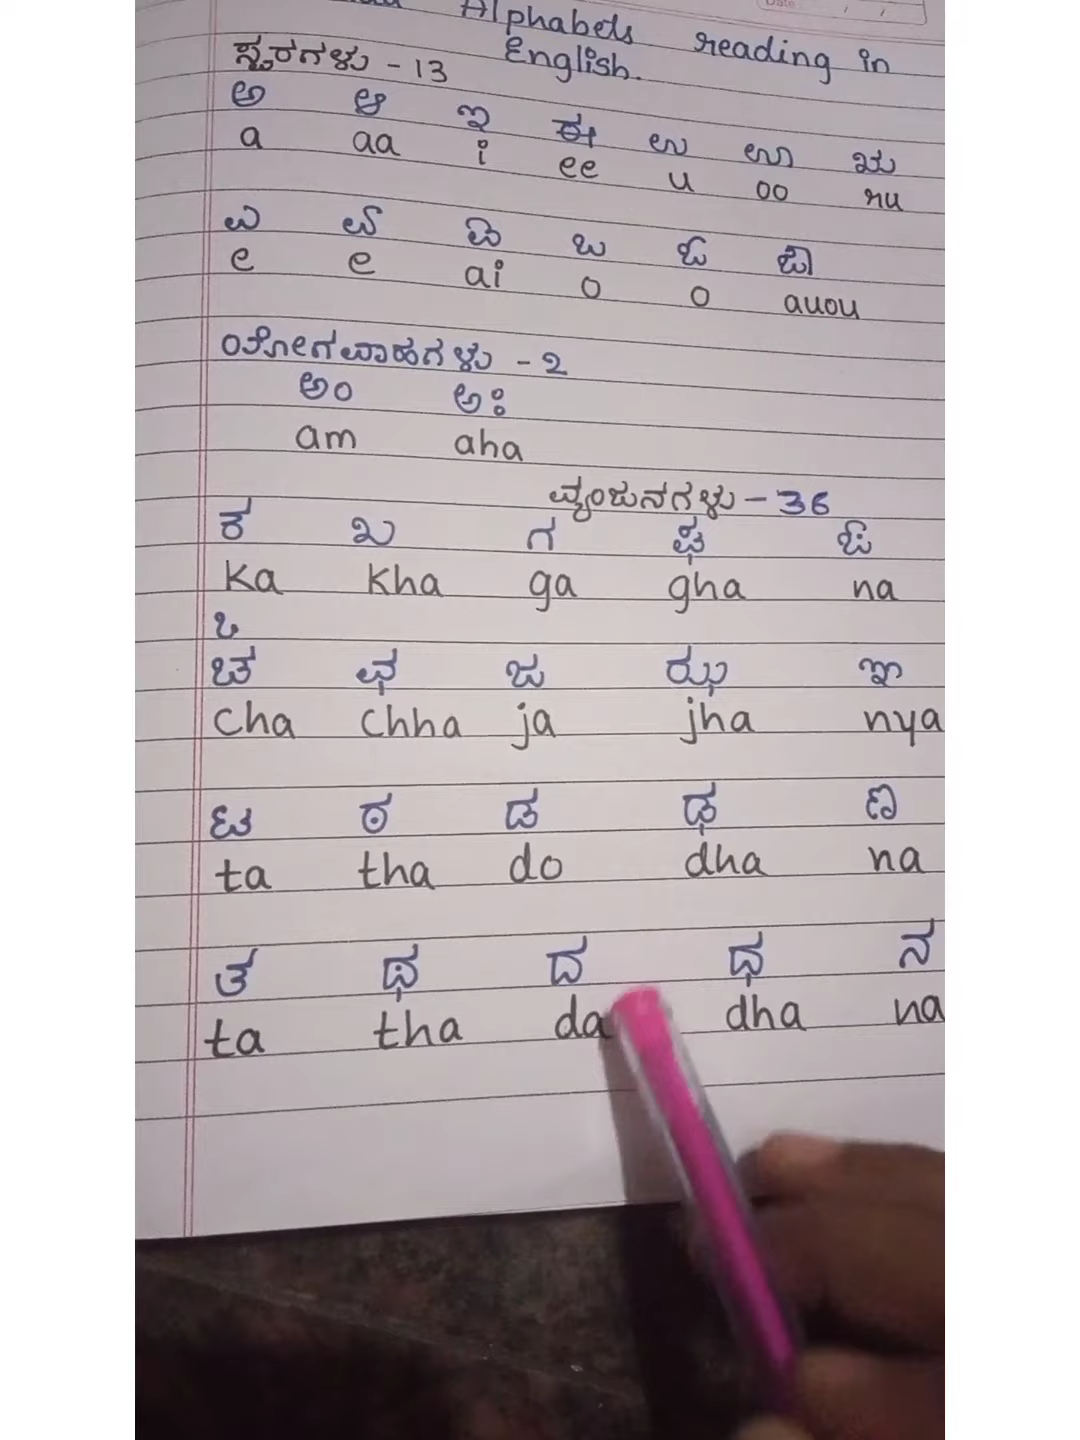 Alphabets reading in
English.
ಸ್ವರಗಳು - 13
ಅ ಆ ಇ ಈ ಉ ಊ ಋ
a aa i ee u oo ru
ಎ ಏ ಐ ಒ ಓ ಔ
e e ai o o auou
ಯೋಗವಾಹಗಳು - ೨
ಅಂ ಅಃ
am aha
ವ್ಯಂಜನಗಳು - 36
ಕ ಖ ಗ ಘ ಙ
Ka kha ga gha na
ಚ ಛ ಜ ಝ ಞ
cha chha ja jha nya
ಟ ಠ ಡ ಢ ಣ
ta tha do dha na
ತ ಥ ದ ಧ ನ
ta tha da dha na